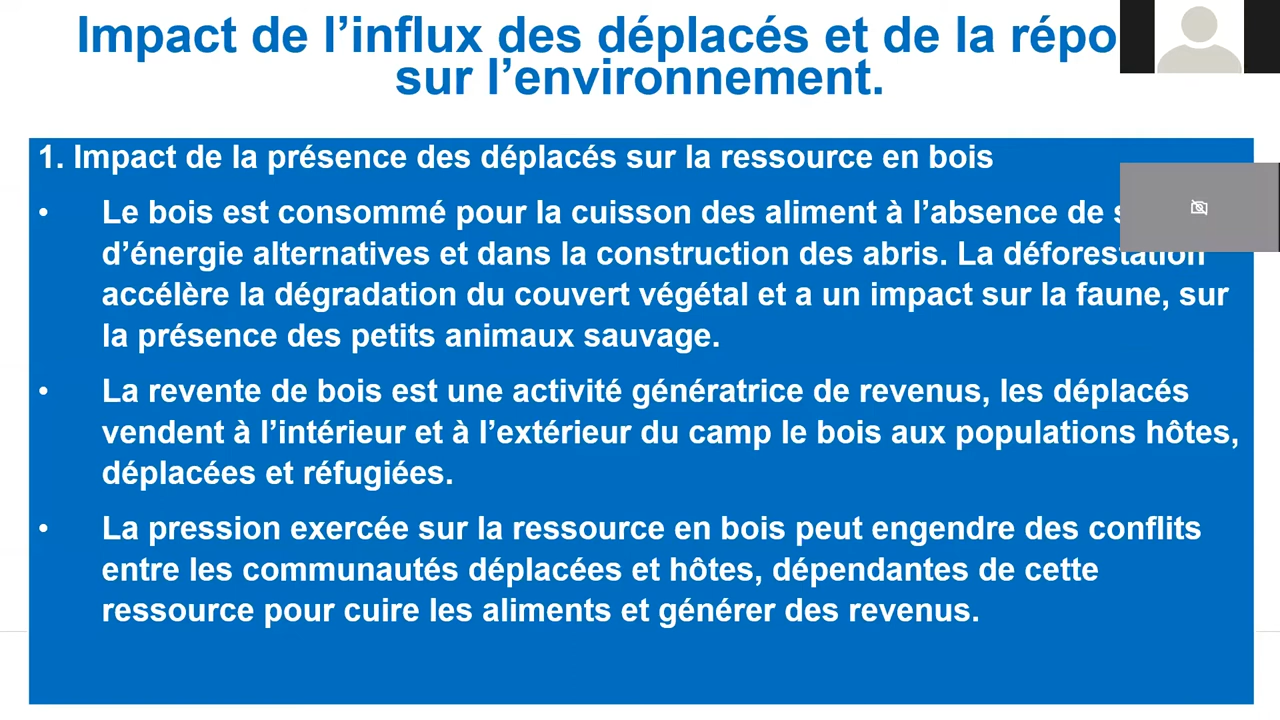 Impact de l’influx des déplacés et de la
sur l’environnement.
1. Impact de la présence des déplacés sur la ressource en bois
• Le bois est consommé pour la cuisson des aliment à l’absence de
d’énergie alternatives et dans la construction des abris. La déforestation
accélère la dégradation du couvert végétal et a un impact sur la faune, sur
la présence des petits animaux sauvage.
• La revente de bois est une activité génératrice de revenus, les déplacés
vendent à l’intérieur et à l’extérieur du camp le bois aux populations hôtes,
déplacées et réfugiées.
• La pression exercée sur la ressource en bois peut engendre des conflits
entre les communautés déplacées et hôtes, dépendantes de cette
ressource pour cuire les aliments et générer des revenus.